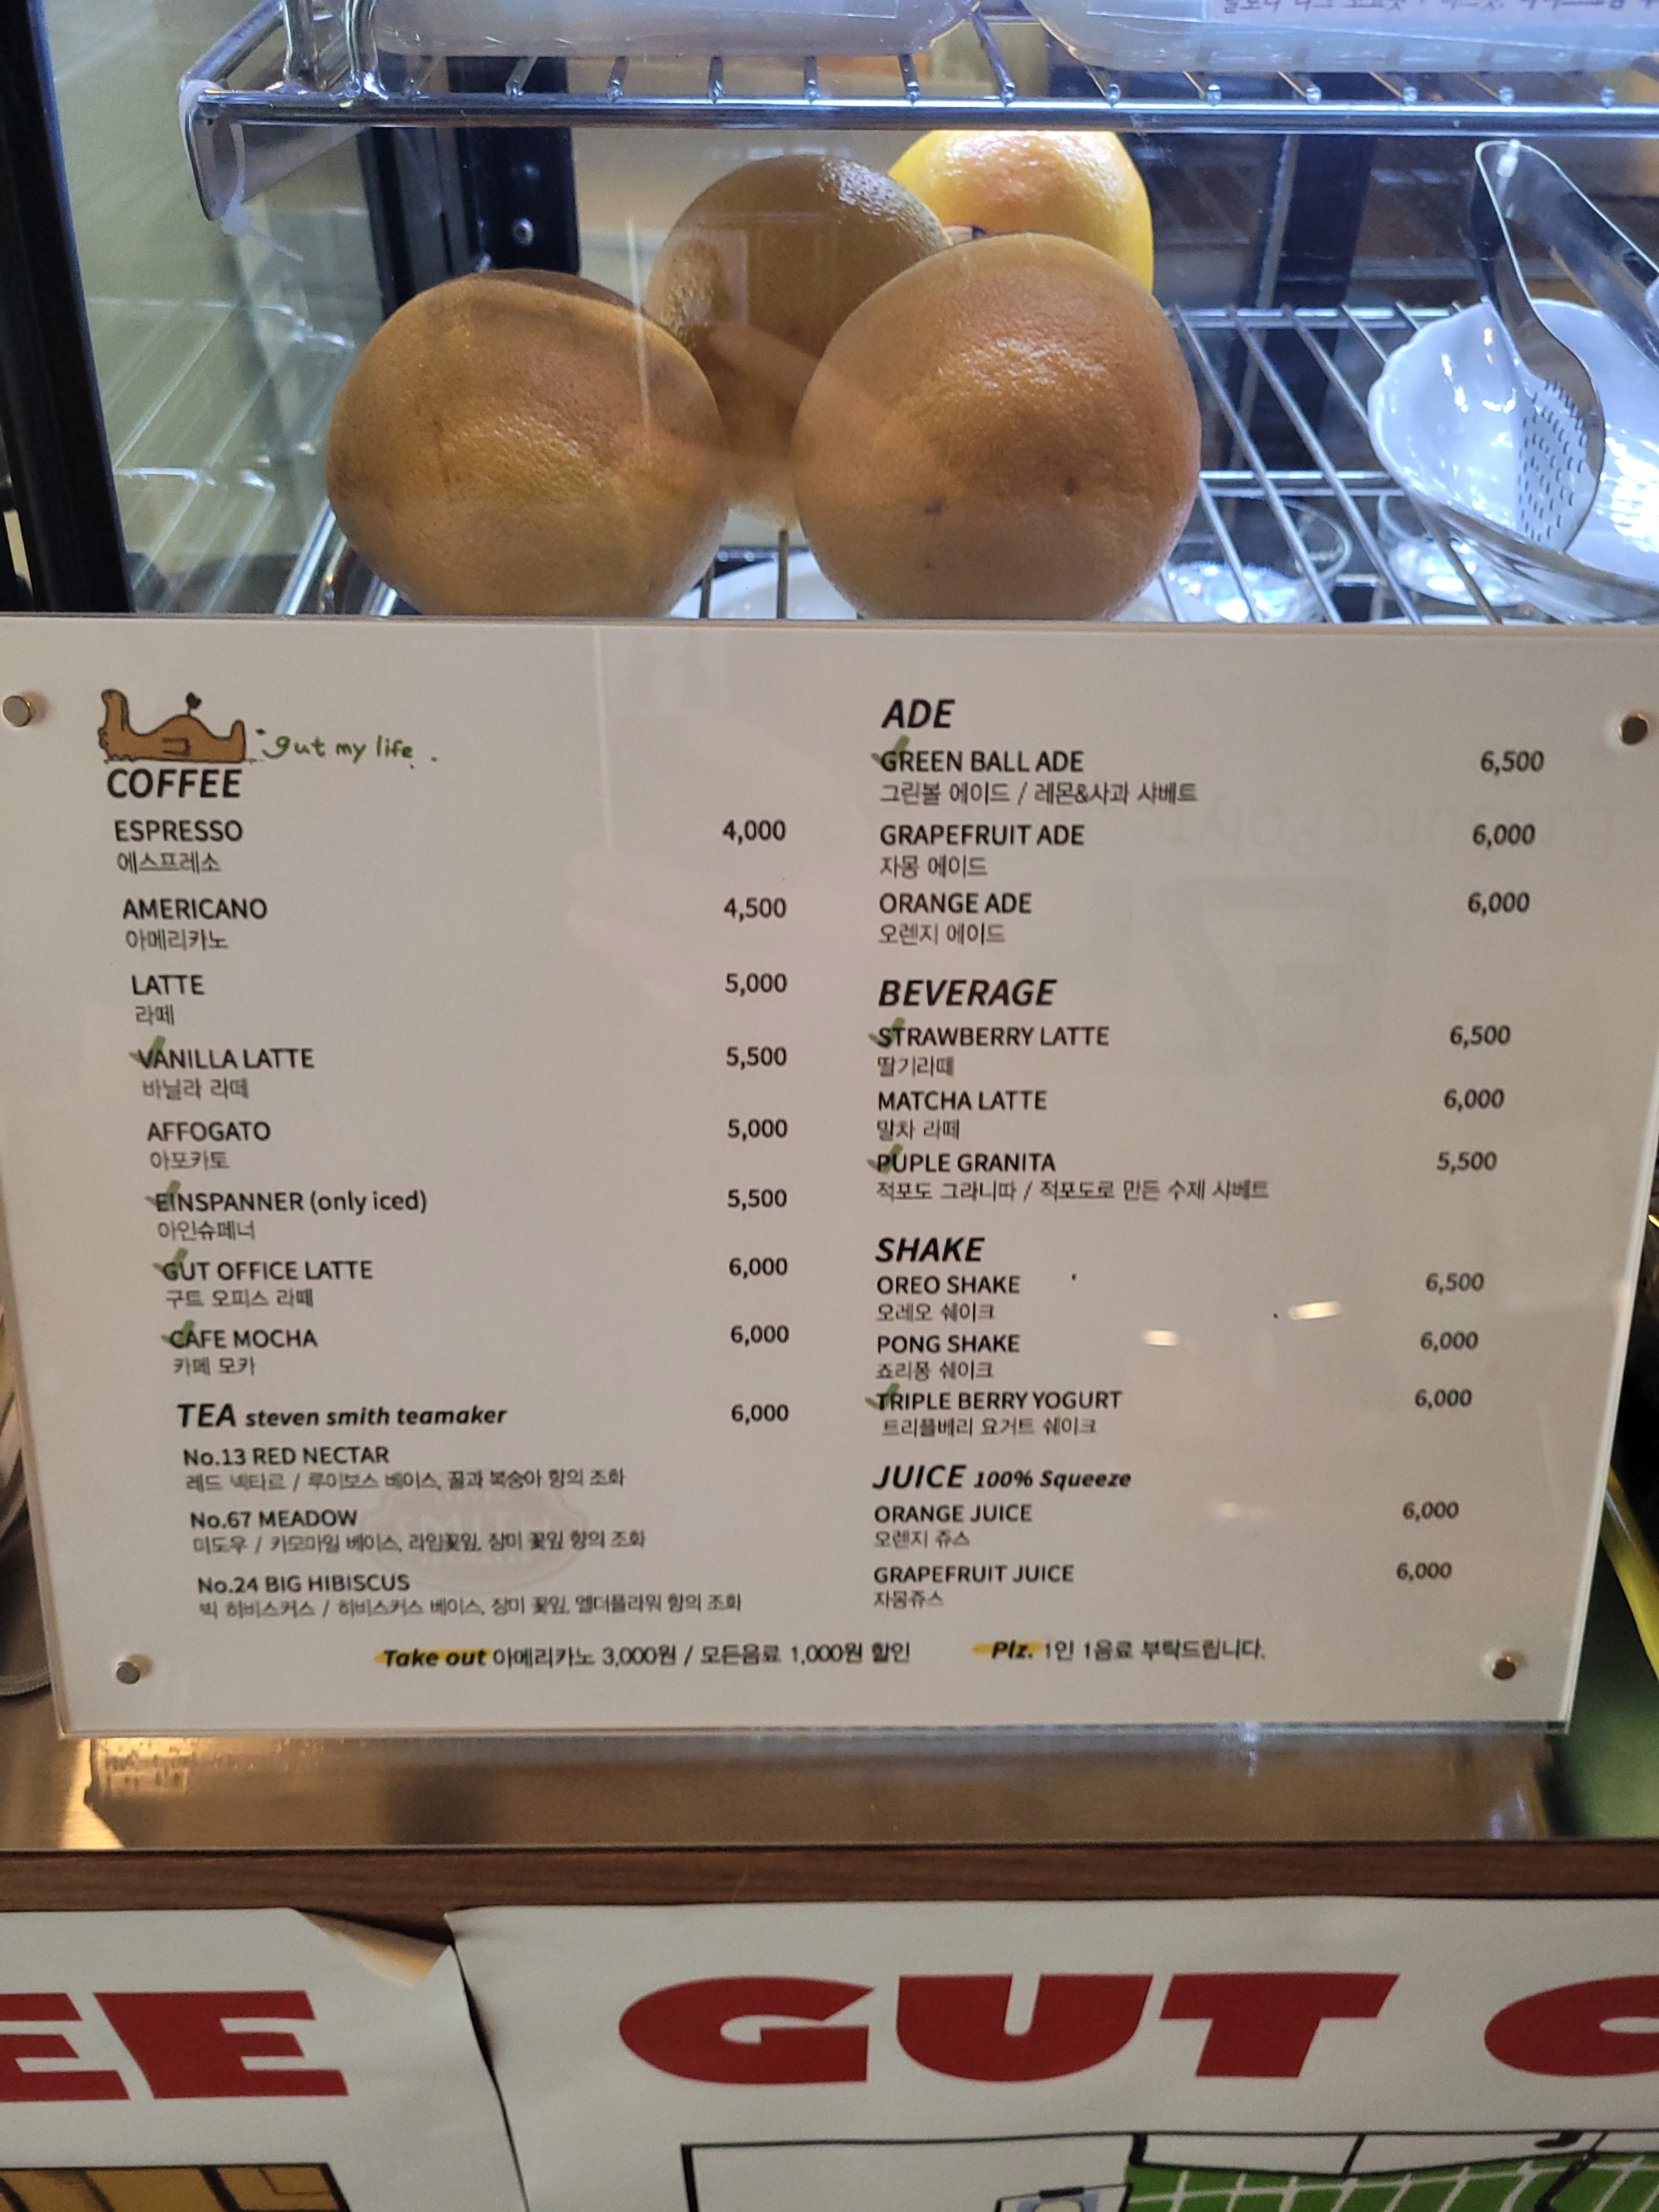 gut my life.
COFFEE
ESPRESSO 4,000
에스프레소
AMERICANO 4,500
아메리카노
LATTE 5,000
라떼
VANILLA LATTE 5,500
바닐라 라떼
AFFOGATO 5,000
아포카토
EINSPANNER (only iced) 5,500
아인슈페너
GUT OFFICE LATTE 6,000
구트 오피스 라떼
CAFE MOCHA 6,000
카페 모카
TEA steven smith teamaker 6,000
No.13 RED NECTAR
레드 넥타르 / 루이보스 베이스, 꿀과 복숭아 향의 조화
No.67 MEADOW
미도우 / 카모마일 베이스, 라임꽃잎, 장미 꽃잎 향의 조화
No.24 BIG HIBISCUS
빅 히비스커스 / 히비스커스 베이스, 장미 꽃잎, 엘더플라워 향의 조화
ADE
GREEN BALL ADE 6,500
그린볼 에이드 / 레몬&사과 샤베트
GRAPEFRUIT ADE 6,000
자몽 에이드
ORANGE ADE 6,000
오렌지 에이드
BEVERAGE
STRAWBERRY LATTE 6,500
딸기라떼
MATCHA LATTE 6,000
말차 라떼
PUPLE GRANITA 5,500
적포도 그라니따 / 적포도로 만든 수제 샤베트
SHAKE
OREO SHAKE 6,500
오레오 쉐이크
PONG SHAKE 6,000
죠리퐁 쉐이크
TRIPLE BERRY YOGURT 6,000
트리플베리 요거트 쉐이크
JUICE 100% Squeeze
ORANGE JUICE 6,000
오렌지 쥬스
GRAPEFRUIT JUICE 6,000
자몽쥬스
Take out 아메리카노 3,000원 / 모든음료 1,000원 할인
Plz. 1인 1음료 부탁드립니다.
EE
GUT